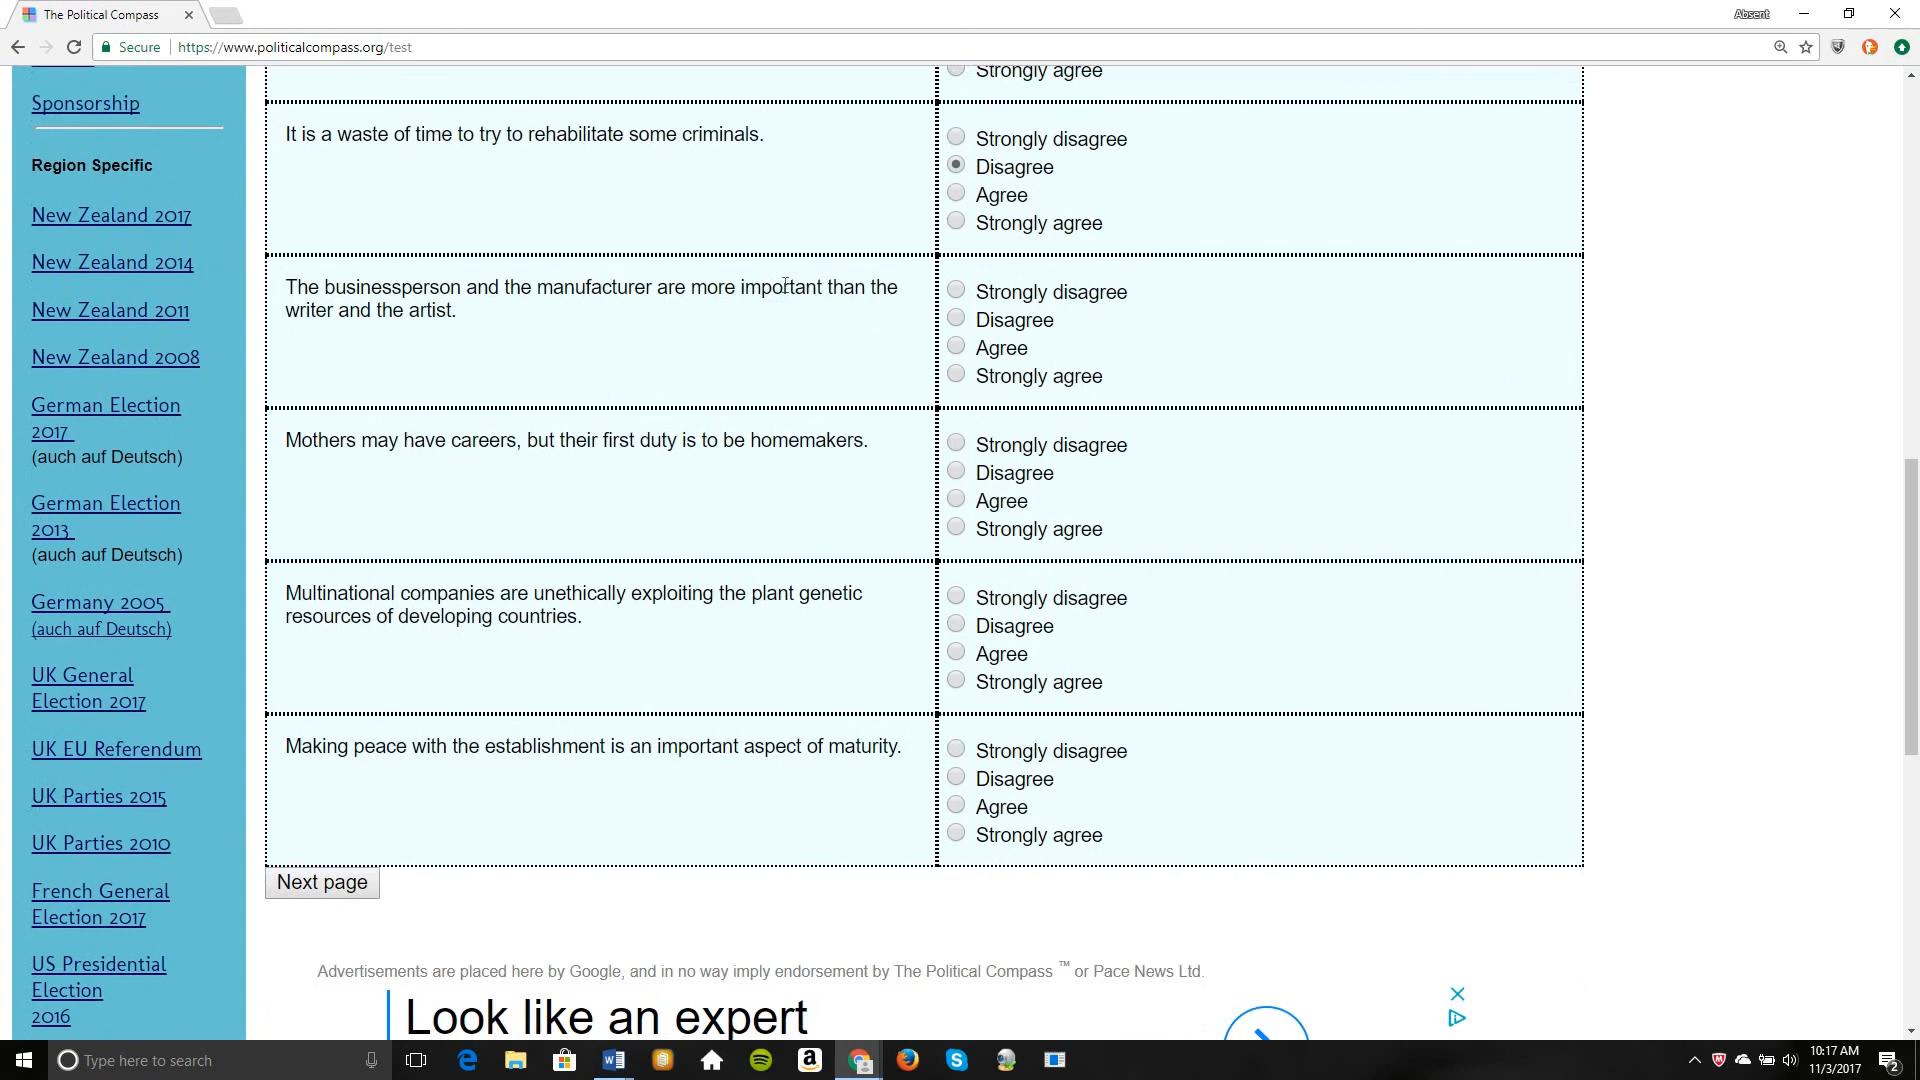 The Political Compass
Absent
Secure
https://www.politicalcompass.org/test
Sponsorship
Region Specific
New Zealand 2017
New Zealand 2014
New Zealand 2011
New Zealand 2008
German Election
2017
(auch auf Deutsch)
German Election
2013
(auch auf Deutsch)
Germany 2005
(auch auf Deutsch)
UK General
Election 2017
UK EU Referendum
UK Parties 2015
UK Parties 2010
French General
Election 2017
US Presidential
Election
2016
Strongly agree
It is a waste of time to try to rehabilitate some criminals.
Strongly disagree
Disagree
Agree
Strongly agree
The businessperson and the manufacturer are more important than the
writer and the artist.
Strongly disagree
Disagree
Agree
Strongly agree
Mothers may have careers, but their first duty is to be homemakers.
Strongly disagree
Disagree
Agree
Strongly agree
Multinational companies are unethically exploiting the plant genetic
resources of developing countries.
Strongly disagree
Disagree
Agree
Strongly agree
Making peace with the establishment is an important aspect of maturity.
Strongly disagree
Disagree
Agree
Strongly agree
Next page
Advertisements are placed here by Google, and in no way imply endorsement by The Political Compass ™ or Pace News Ltd.
Look like an expert
Type here to search
10:17 AM
11/3/2017
2